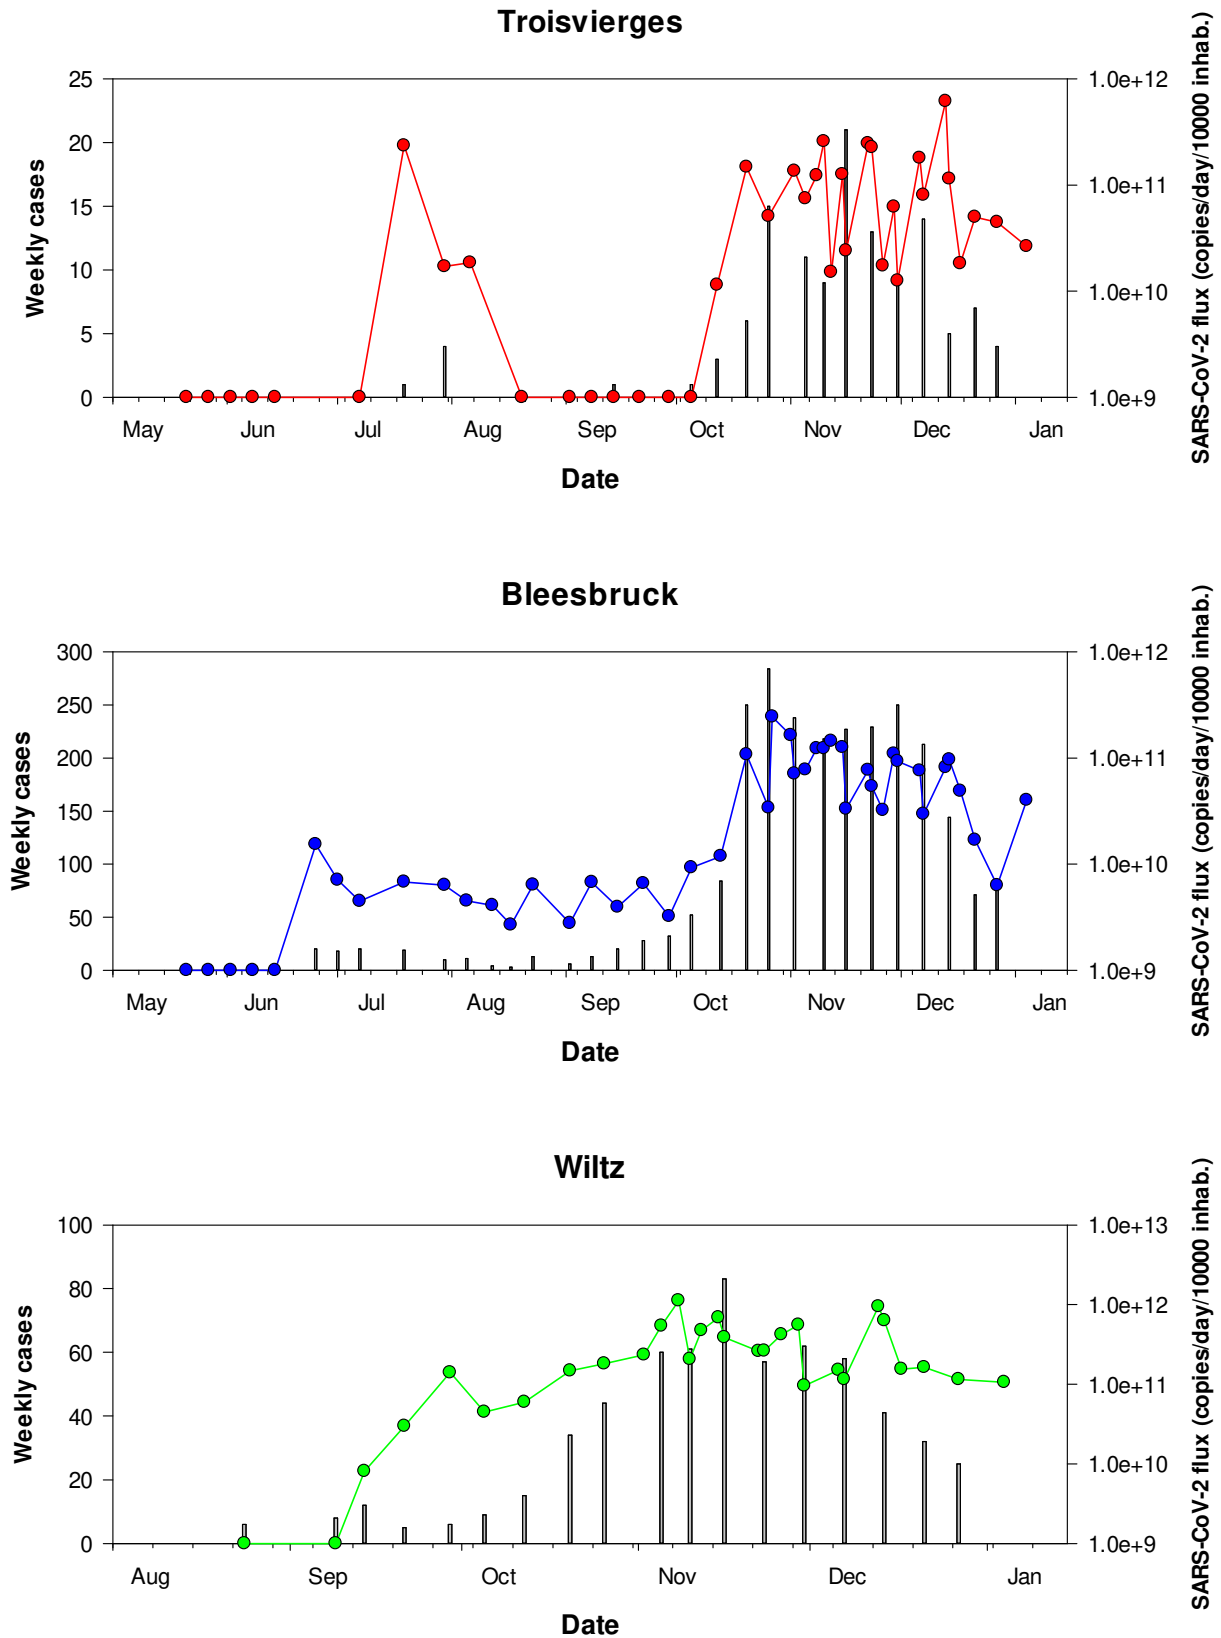 Troisvierges
25
20
15
10
5
0
Weekly cases
1.0e+12
1.0e+11
1.0e+10
1.0e+9
SARS-CoV-2 flux (copies/day/10000 inhab.)
May Jun Jul Aug Sep Oct Nov Dec Jan
Date
Bleesbruck
300
250
200
150
100
50
0
Weekly cases
1.0e+12
1.0e+11
1.0e+10
1.0e+9
SARS-CoV-2 flux (copies/day/10000 inhab.)
May Jun Jul Aug Sep Oct Nov Dec Jan
Date
Wiltz
100
80
60
40
20
0
Weekly cases
1.0e+13
1.0e+12
1.0e+11
1.0e+10
1.0e+9
SARS-CoV-2 flux (copies/day/10000 inhab.)
Aug Sep Oct Nov Dec Jan
Date